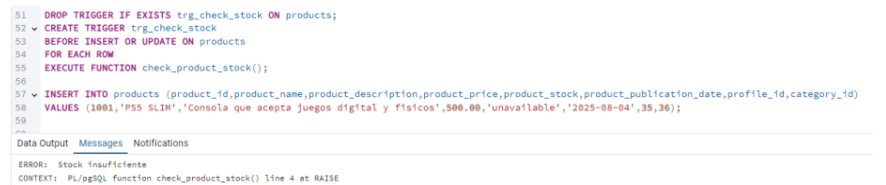 51 DROP TRIGGER IF EXISTS trg_check_stock ON products;
52 CREATE TRIGGER trg_check_stock
53 BEFORE INSERT OR UPDATE ON products
54 FOR EACH ROW
55 EXECUTE FUNCTION check_product_stock();
56
57 INSERT INTO products (product_id,product_name,product_description,product_price,product_stock,product_publication_date,profile_id,category_id)
58 VALUES (1001,'PS5 SLIM','Consola que acepta juegos digital y fisicos',500.00,'unavailable','2025-08-04',35,36);
59
Data Output Messages Notifications
ERROR: Stock insuficiente
CONTEXT: PL/pgSQL function check_product_stock() line 4 at RAISE